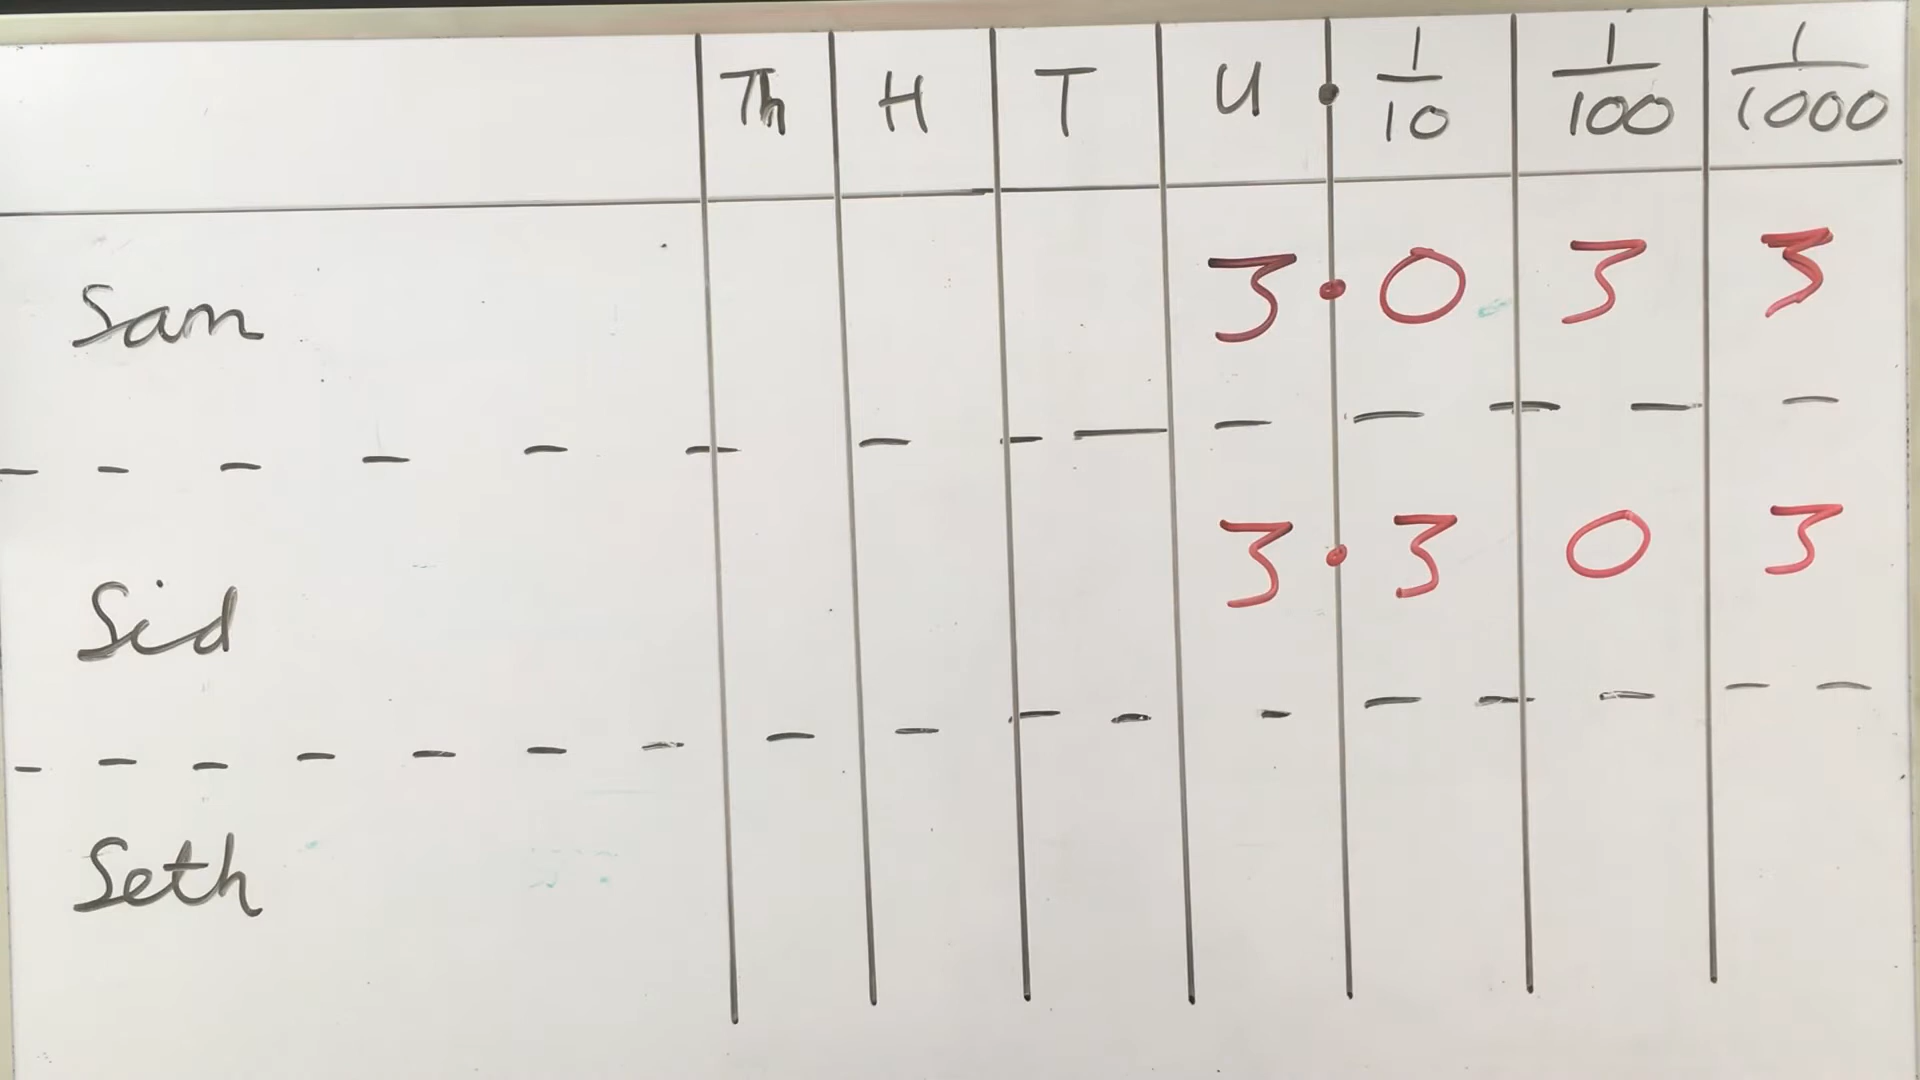 Th H T U . 1/10 1/100 1/1000
Sam 3 . 0 3 3
Sid 3 . 3 0 3
Seth